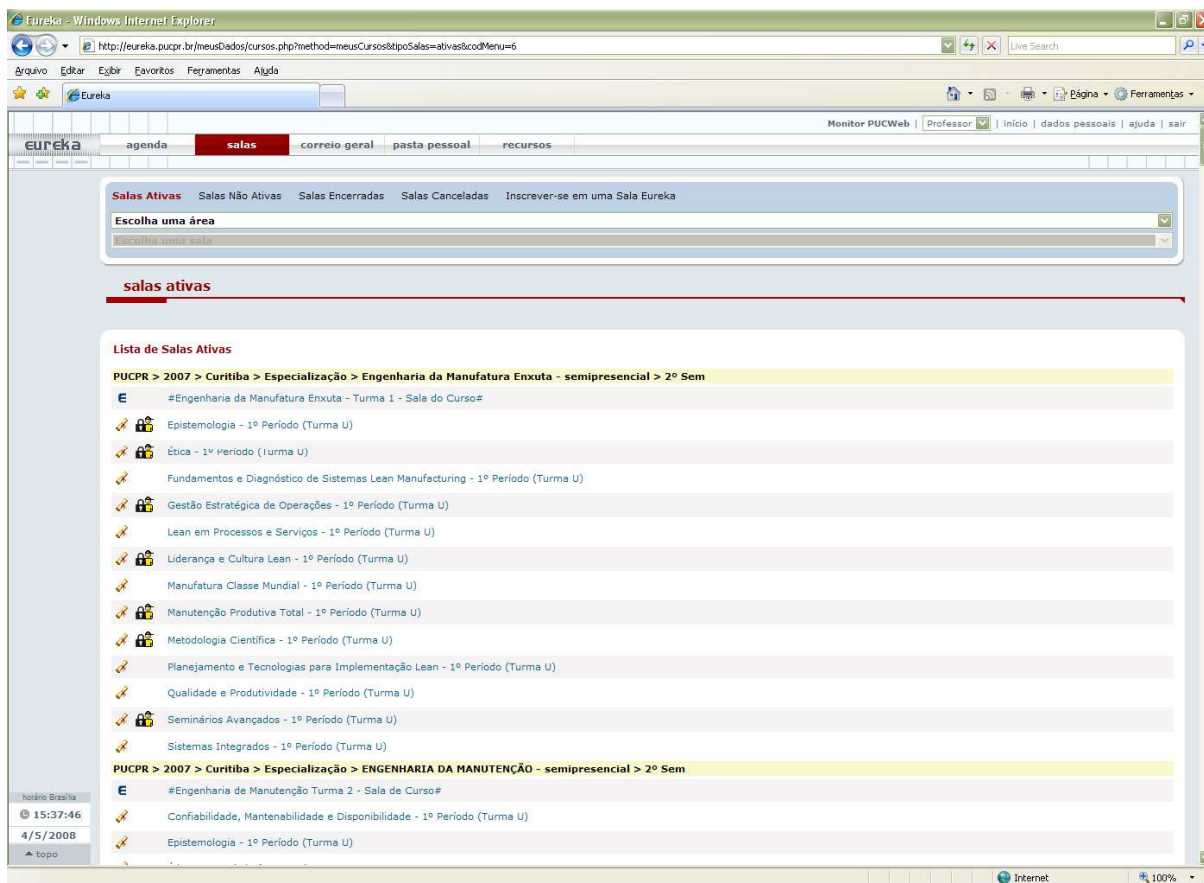 Eureka - Windows Internet Explorer
http://eureka.pucpr.br/meusDados/cursos.php?method=meusCursos&tipoSalas=ativas&codMenu=6
Live Search
Arquivo Editar Exibir Favoritos Ferramentas Ajuda
Eureka
Página Ferramentas
Monitor PUCWeb | Professor | início | dados pessoais | ajuda | sair
eureka agenda salas correio geral pasta pessoal recursos
Salas Ativas Salas Não Ativas Salas Encerradas Salas Canceladas Inscrever-se em uma Sala Eureka
Escolha uma área
Escolha uma sala
salas ativas
Lista de Salas Ativas
PUCPR > 2007 > Curitiba > Especialização > Engenharia da Manufatura Enxuta - semipresencial > 2º Sem
E #Engenharia da Manufatura Enxuta - Turma 1 - Sala do Curso#
Epistemologia - 1º Período (Turma U)
Ética - 1º Período (Turma U)
Fundamentos e Diagnóstico de Sistemas Lean Manufacturing - 1º Período (Turma U)
Gestão Estratégica de Operações - 1º Período (Turma U)
Lean em Processos e Serviços - 1º Período (Turma U)
Liderança e Cultura Lean - 1º Período (Turma U)
Manufatura Classe Mundial - 1º Período (Turma U)
Manutenção Produtiva Total - 1º Período (Turma U)
Metodologia Científica - 1º Período (Turma U)
Planejamento e Tecnologias para Implementação Lean - 1º Período (Turma U)
Qualidade e Produtividade - 1º Período (Turma U)
Seminários Avançados - 1º Período (Turma U)
Sistemas Integrados - 1º Período (Turma U)
PUCPR > 2007 > Curitiba > Especialização > ENGENHARIA DA MANUTENÇÃO - semipresencial > 2º Sem
E #Engenharia de Manutenção Turma 2 - Sala de Curso#
Confiabilidade, Mantenabilidade e Disponibilidade - 1º Período (Turma U)
Epistemologia - 1º Período (Turma U)
horário Brasília
15:37:46
4/5/2008
topo
Internet 100%